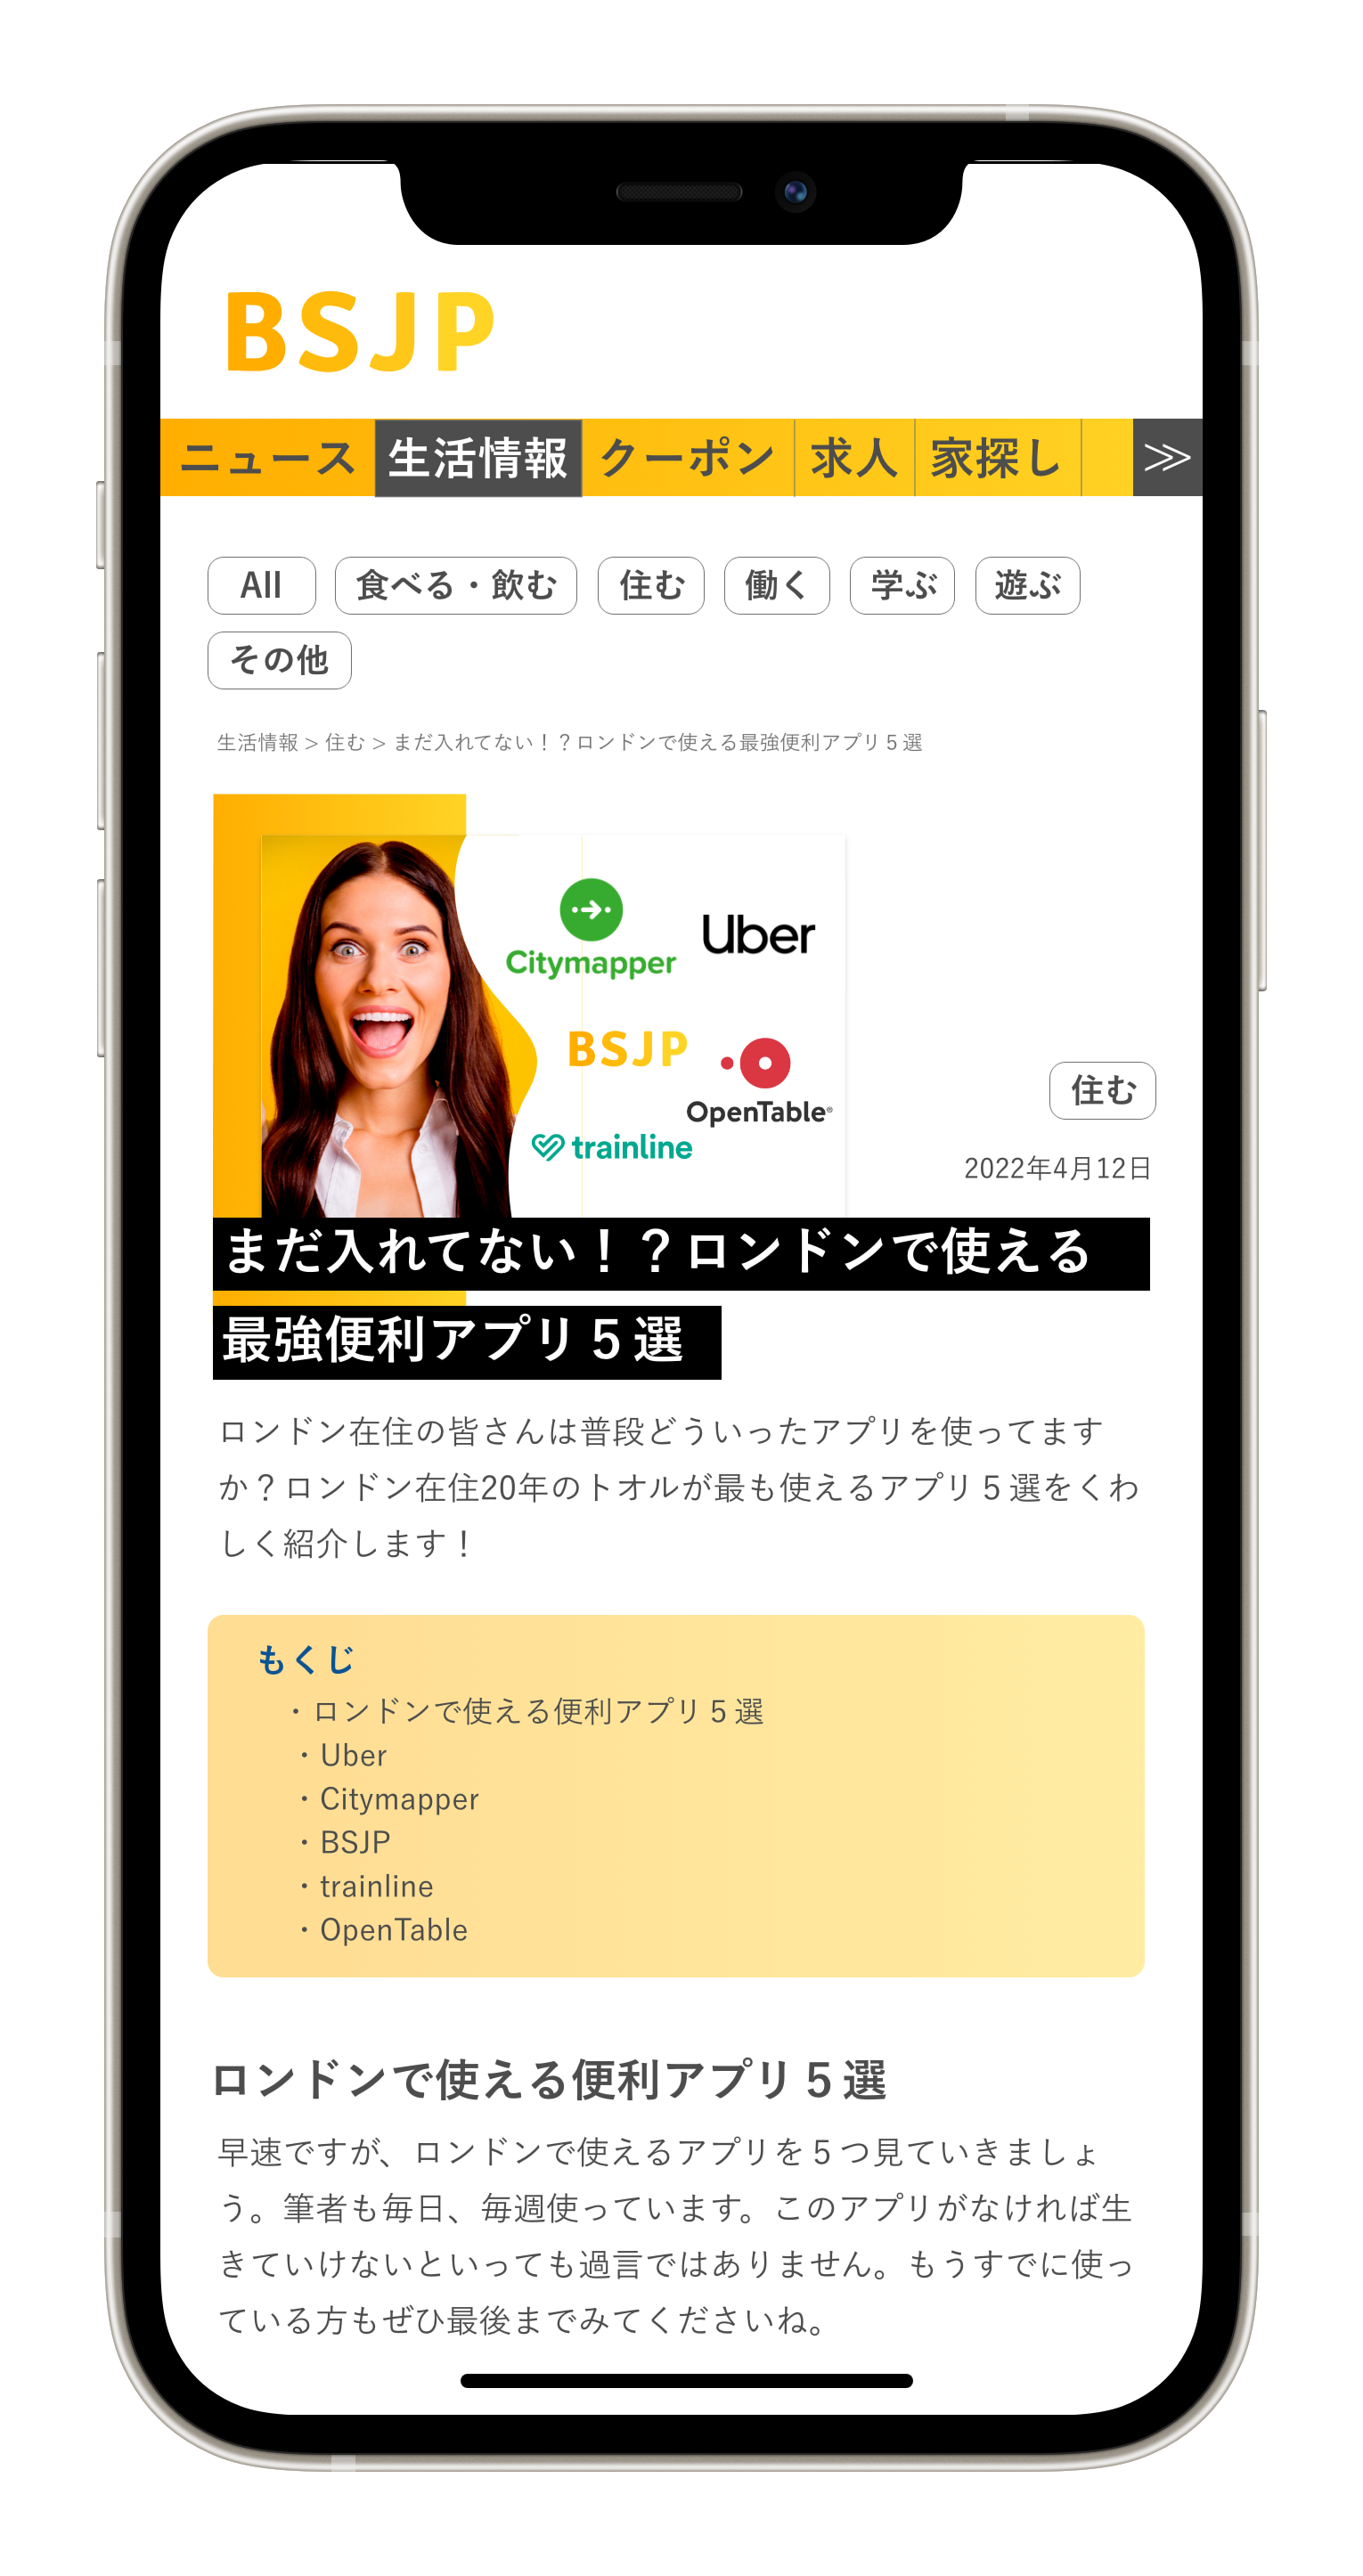 BSJP
ニュース 生活情報 クーポン 求人 家探し ≫
All 食べる・飲む 住む 働く 学ぶ 遊ぶ
その他
生活情報 > 住む > まだ入れてない！？ロンドンで使える最強便利アプリ５選
Citymapper
Uber
BSJP
OpenTable®
trainline
住む
2022年4月12日
まだ入れてない！？ロンドンで使える
最強便利アプリ５選
ロンドン在住の皆さんは普段どういったアプリを使ってます
か？ロンドン在住20年のトオルが最も使えるアプリ５選をくわ
しく紹介します！
もくじ
・ロンドンで使える便利アプリ５選
・Uber
・Citymapper
・BSJP
・trainline
・OpenTable
ロンドンで使える便利アプリ５選
早速ですが、ロンドンで使えるアプリを５つ見ていきましょ
う。筆者も毎日、毎週使っています。このアプリがなければ生
きていけないといっても過言ではありません。もうすでに使っ
ている方もぜひ最後までみてくださいね。